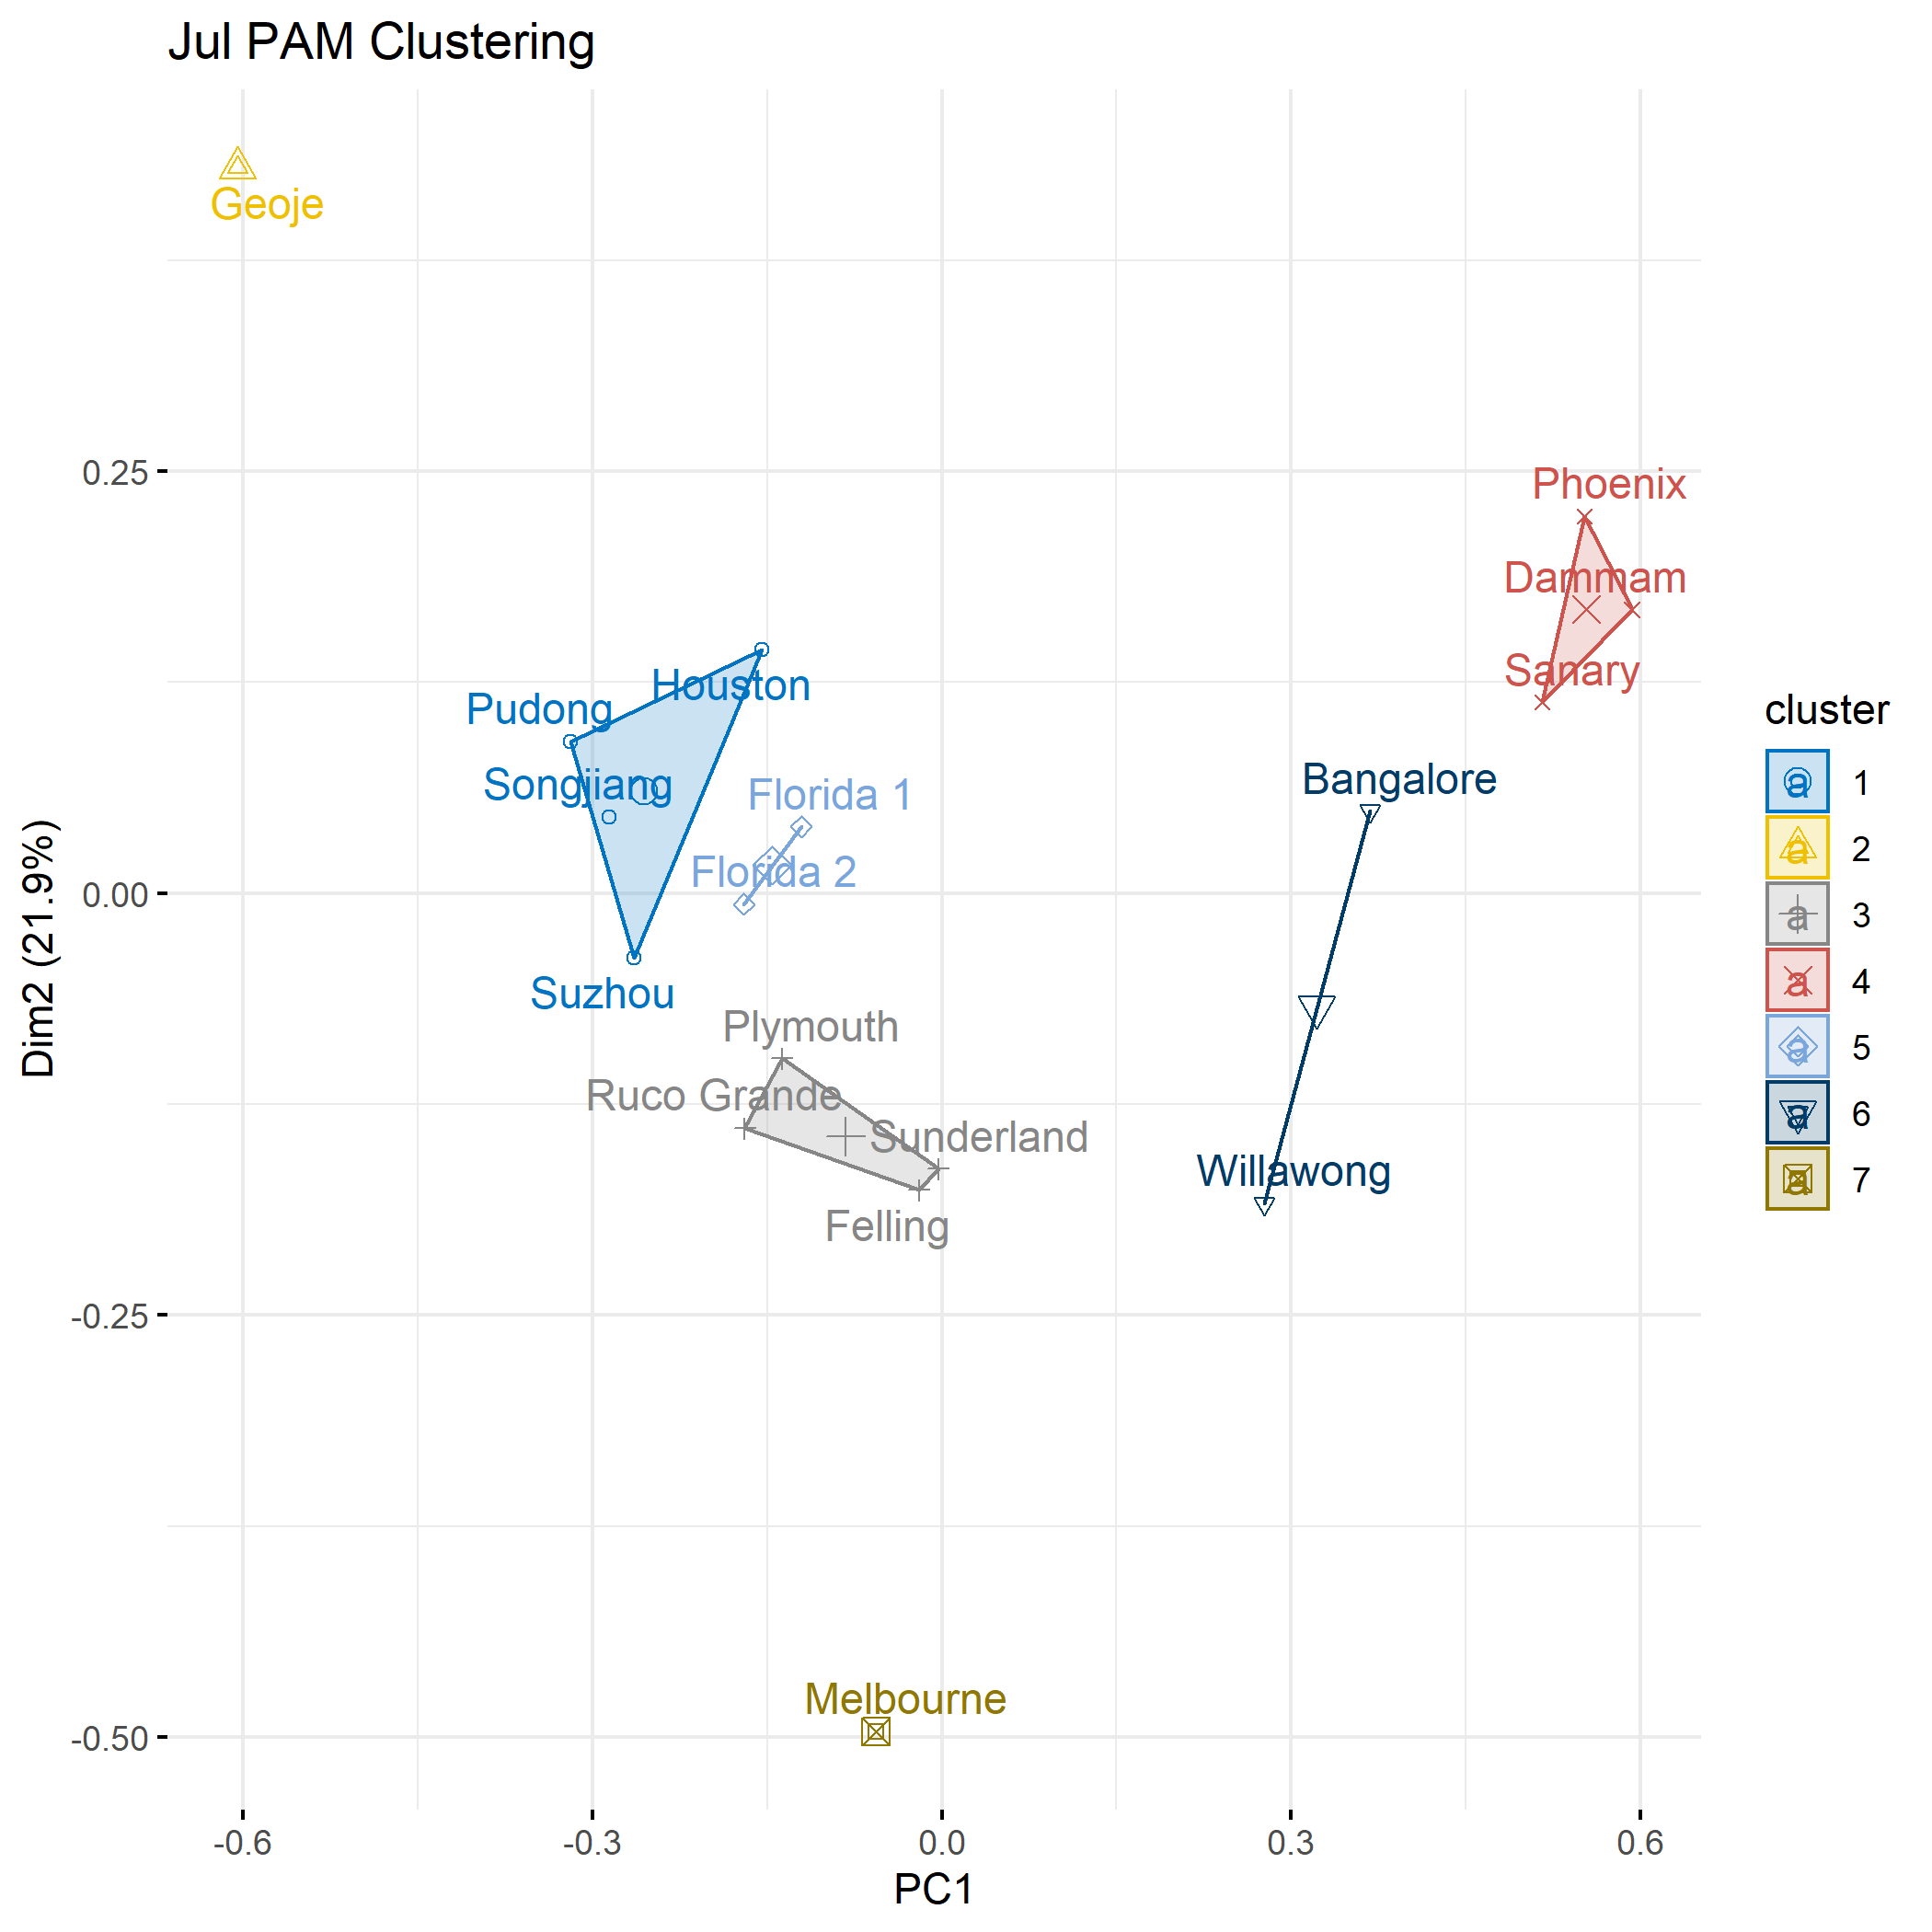 Jul PAM Clustering
Geoje
0.25
Phoenix
Dammam
Sanary
Houston
Pudong
Songjiang
Florida 1
Florida 2
Bangalore
0.00
Suzhou
Plymouth
Ruco Grande
Sunderland
Felling
Willawong
-0.25
Melbourne
-0.50
Dim2 (21.9%)
-0.6 -0.3 0.0 0.3 0.6
PC1
cluster
a 1
a 2
a 3
a 4
a 5
a 6
a 7